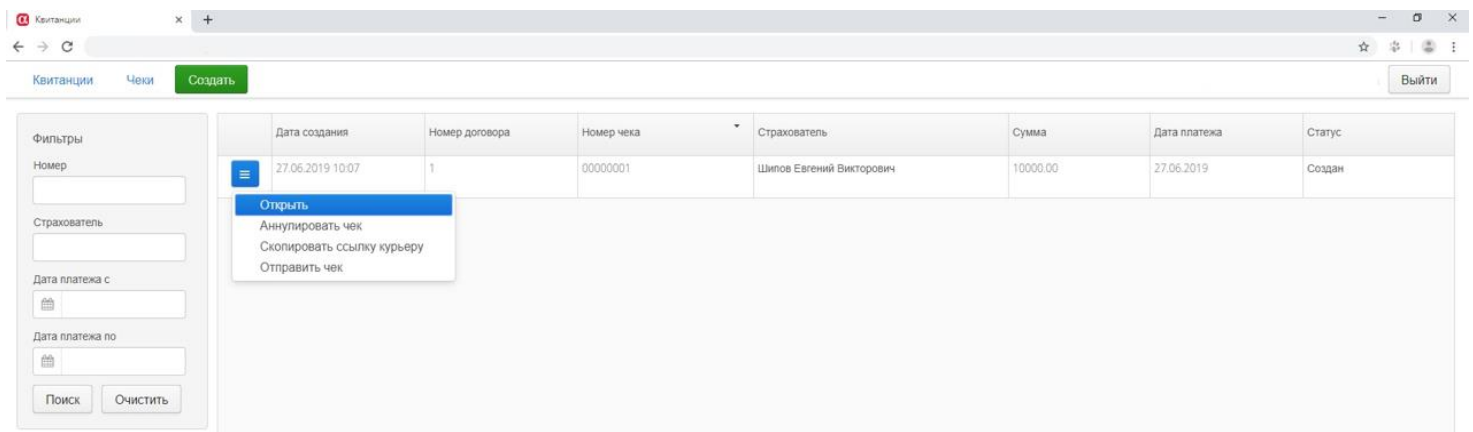 Квитанции
Квитанции Чеки Создать Выйти
Фильтры
Номер
Страхователь
Дата платежа с
Дата платежа по
Поиск Очистить
Дата создания Номер договора Номер чека Страхователь Сумма Дата платежа Статус
27.06.2019 10:07 1 00000001 Шипов Евгений Викторович 10000.00 27.06.2019 Создан
Открыть
Аннулировать чек
Скопировать ссылку курьеру
Отправить чек